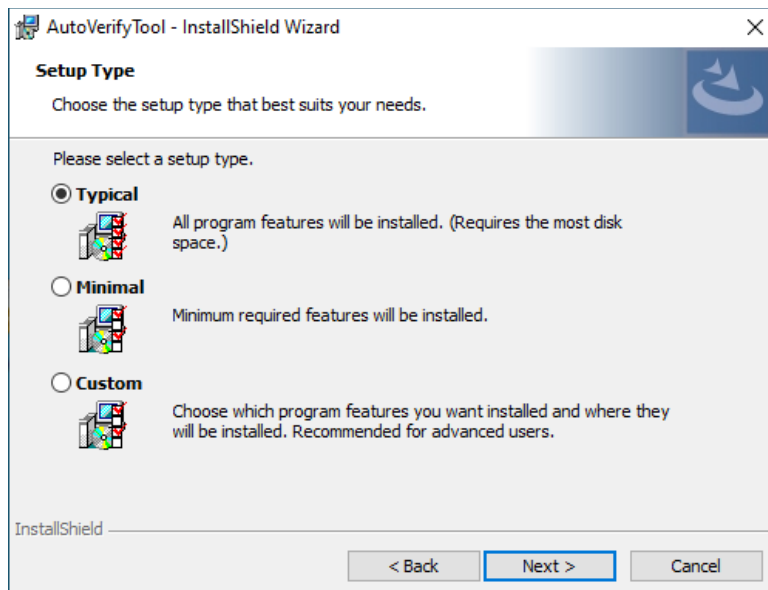 AutoVerifyTool - InstallShield Wizard
Setup Type
Choose the setup type that best suits your needs.
Please select a setup type.
Typical
All program features will be installed. (Requires the most disk
space.)
Minimal
Minimum required features will be installed.
Custom
Choose which program features you want installed and where they
will be installed. Recommended for advanced users.
InstallShield
< Back
Next >
Cancel